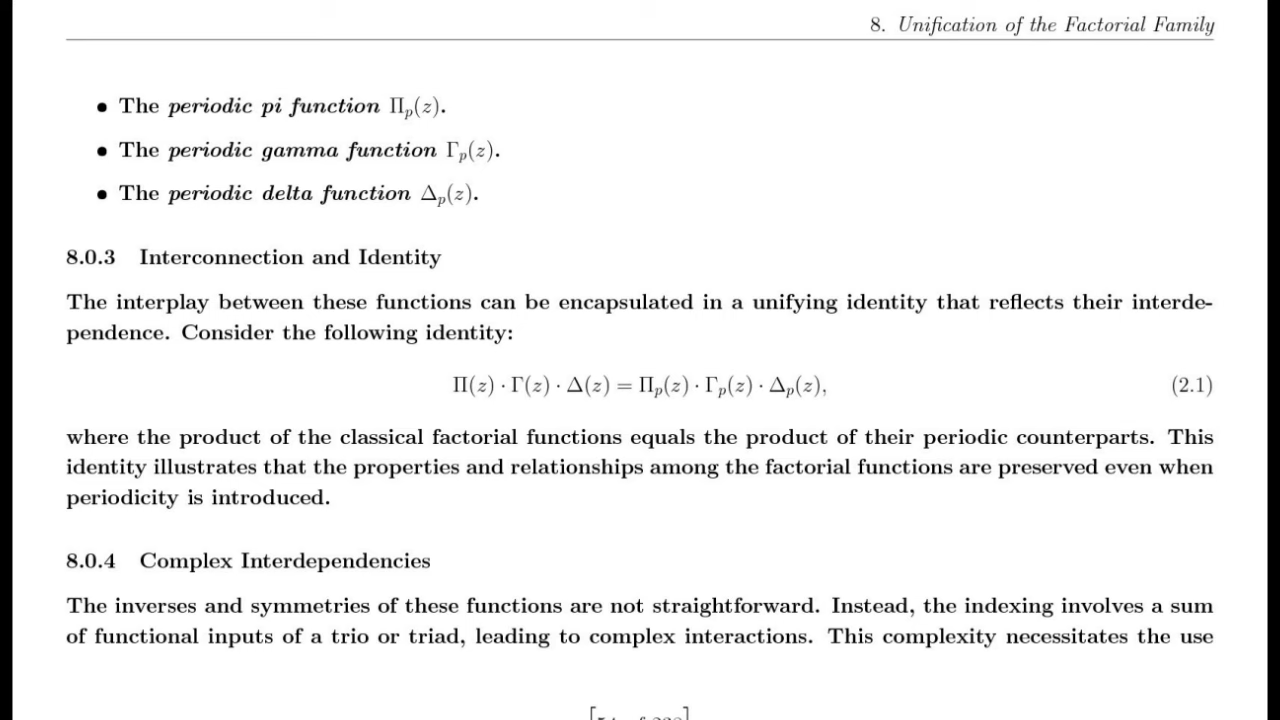 8. Unification of the Factorial Family
• The periodic pi function Πₚ(z).
• The periodic gamma function Γₚ(z).
• The periodic delta function Δₚ(z).
8.0.3 Interconnection and Identity
The interplay between these functions can be encapsulated in a unifying identity that reflects their interde-
pendence. Consider the following identity:
Π(z) · Γ(z) · Δ(z) = Πₚ(z) · Γₚ(z) · Δₚ(z), (2.1)
where the product of the classical factorial functions equals the product of their periodic counterparts. This
identity illustrates that the properties and relationships among the factorial functions are preserved even when
periodicity is introduced.
8.0.4 Complex Interdependencies
The inverses and symmetries of these functions are not straightforward. Instead, the indexing involves a sum
of functional inputs of a trio or triad, leading to complex interactions. This complexity necessitates the use